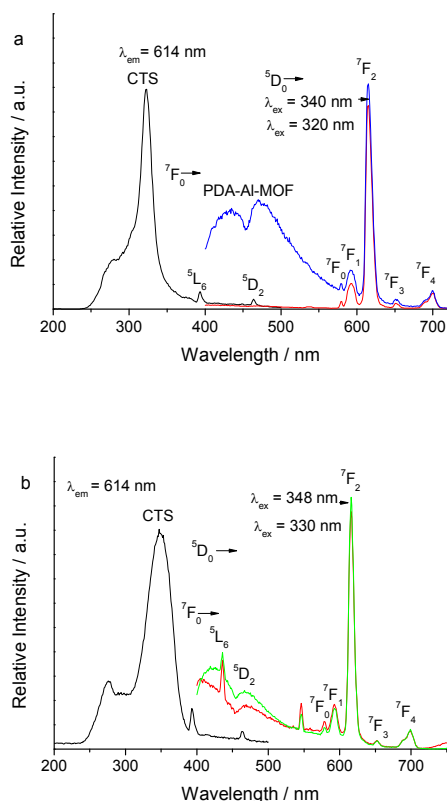 a
λem = 614 nm
CTS
⁷F₂
⁵D₀→
λex = 340 nm
λex = 320 nm
⁷F₀→
PDA-Al-MOF
⁵L₆
⁵D₂
⁷F₀
⁷F₁
⁷F₃
⁷F₄
Relative Intensity / a.u.
200 300 400 500 600 700
Wavelength / nm
b
λem = 614 nm
CTS
⁷F₂
λex = 348 nm
λex = 330 nm
⁵D₀→
⁷F₀→
⁵L₆
⁵D₂
⁷F₀
⁷F₁
⁷F₃
⁷F₄
Relative Intensity / a.u.
200 300 400 500 600 700
Wavelength / nm